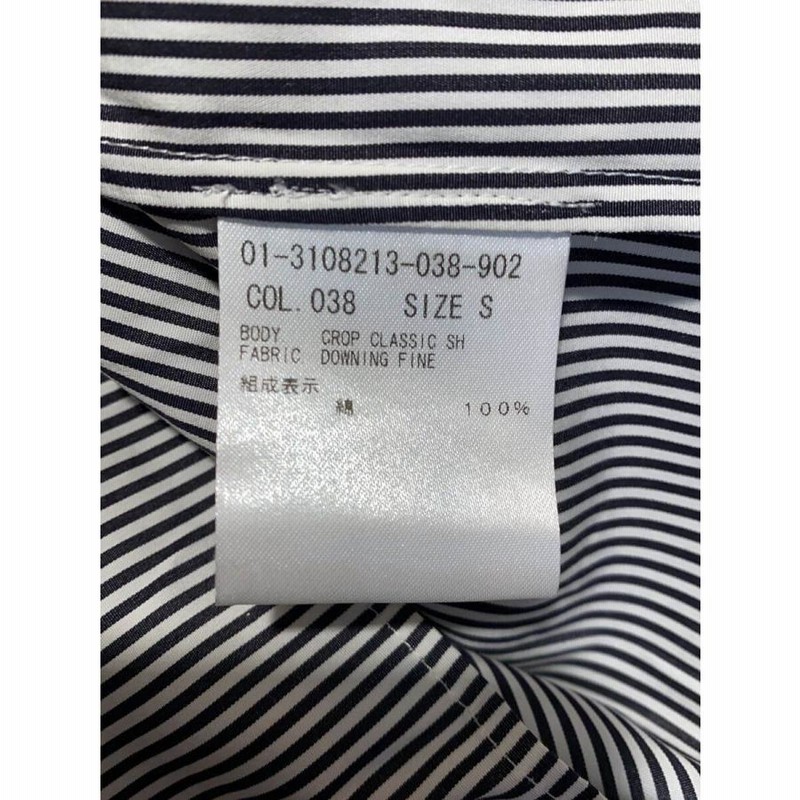 01-3108213-038-902
COL. 038 SIZE S
BODY CROP CLASSIC SH
FABRIC DOWNING FINE
組成表示
綿 100%